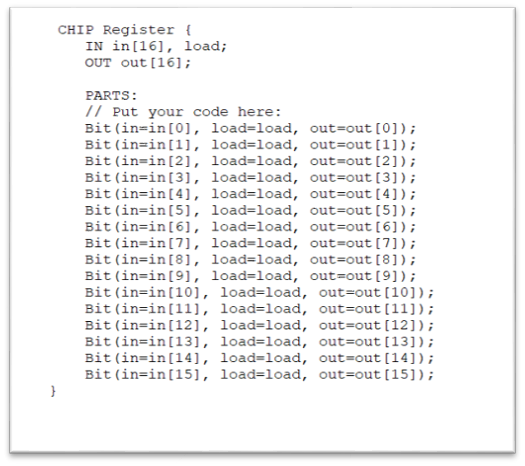 CHIP Register {
IN in[16], load;
OUT out[16];
PARTS:
// Put your code here:
Bit(in=in[0], load=load, out=out[0]);
Bit(in=in[1], load=load, out=out[1]);
Bit(in=in[2], load=load, out=out[2]);
Bit(in=in[3], load=load, out=out[3]);
Bit(in=in[4], load=load, out=out[4]);
Bit(in=in[5], load=load, out=out[5]);
Bit(in=in[6], load=load, out=out[6]);
Bit(in=in[7], load=load, out=out[7]);
Bit(in=in[8], load=load, out=out[8]);
Bit(in=in[9], load=load, out=out[9]);
Bit(in=in[10], load=load, out=out[10]);
Bit(in=in[11], load=load, out=out[11]);
Bit(in=in[12], load=load, out=out[12]);
Bit(in=in[13], load=load, out=out[13]);
Bit(in=in[14], load=load, out=out[14]);
Bit(in=in[15], load=load, out=out[15]);
}